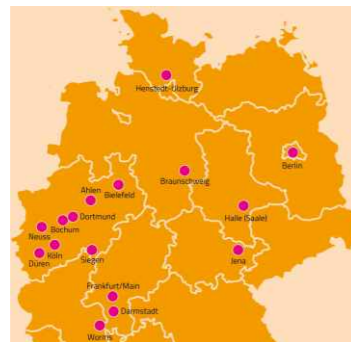 Henstedt-Ulzburg
Berlin
Braunschweig
Ahlen
Bielefeld
Halle (Saale)
Dortmund
Bochum
Neuss
Köln
Siegen
Jena
Düren
Frankfurt/Main
Darmstadt
Worms